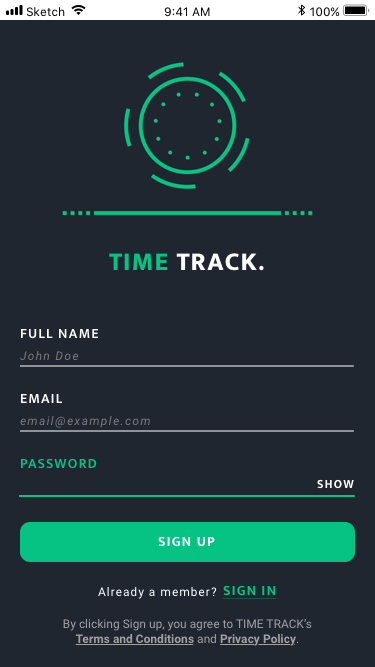 Sketch 9:41 AM 100%
TIME TRACK.
FULL NAME
John Doe
EMAIL
email@example.com
PASSWORD
SHOW
SIGN UP
Already a member? SIGN IN
By clicking Sign up, you agree to TIME TRACK's
Terms and Conditions and Privacy Policy.